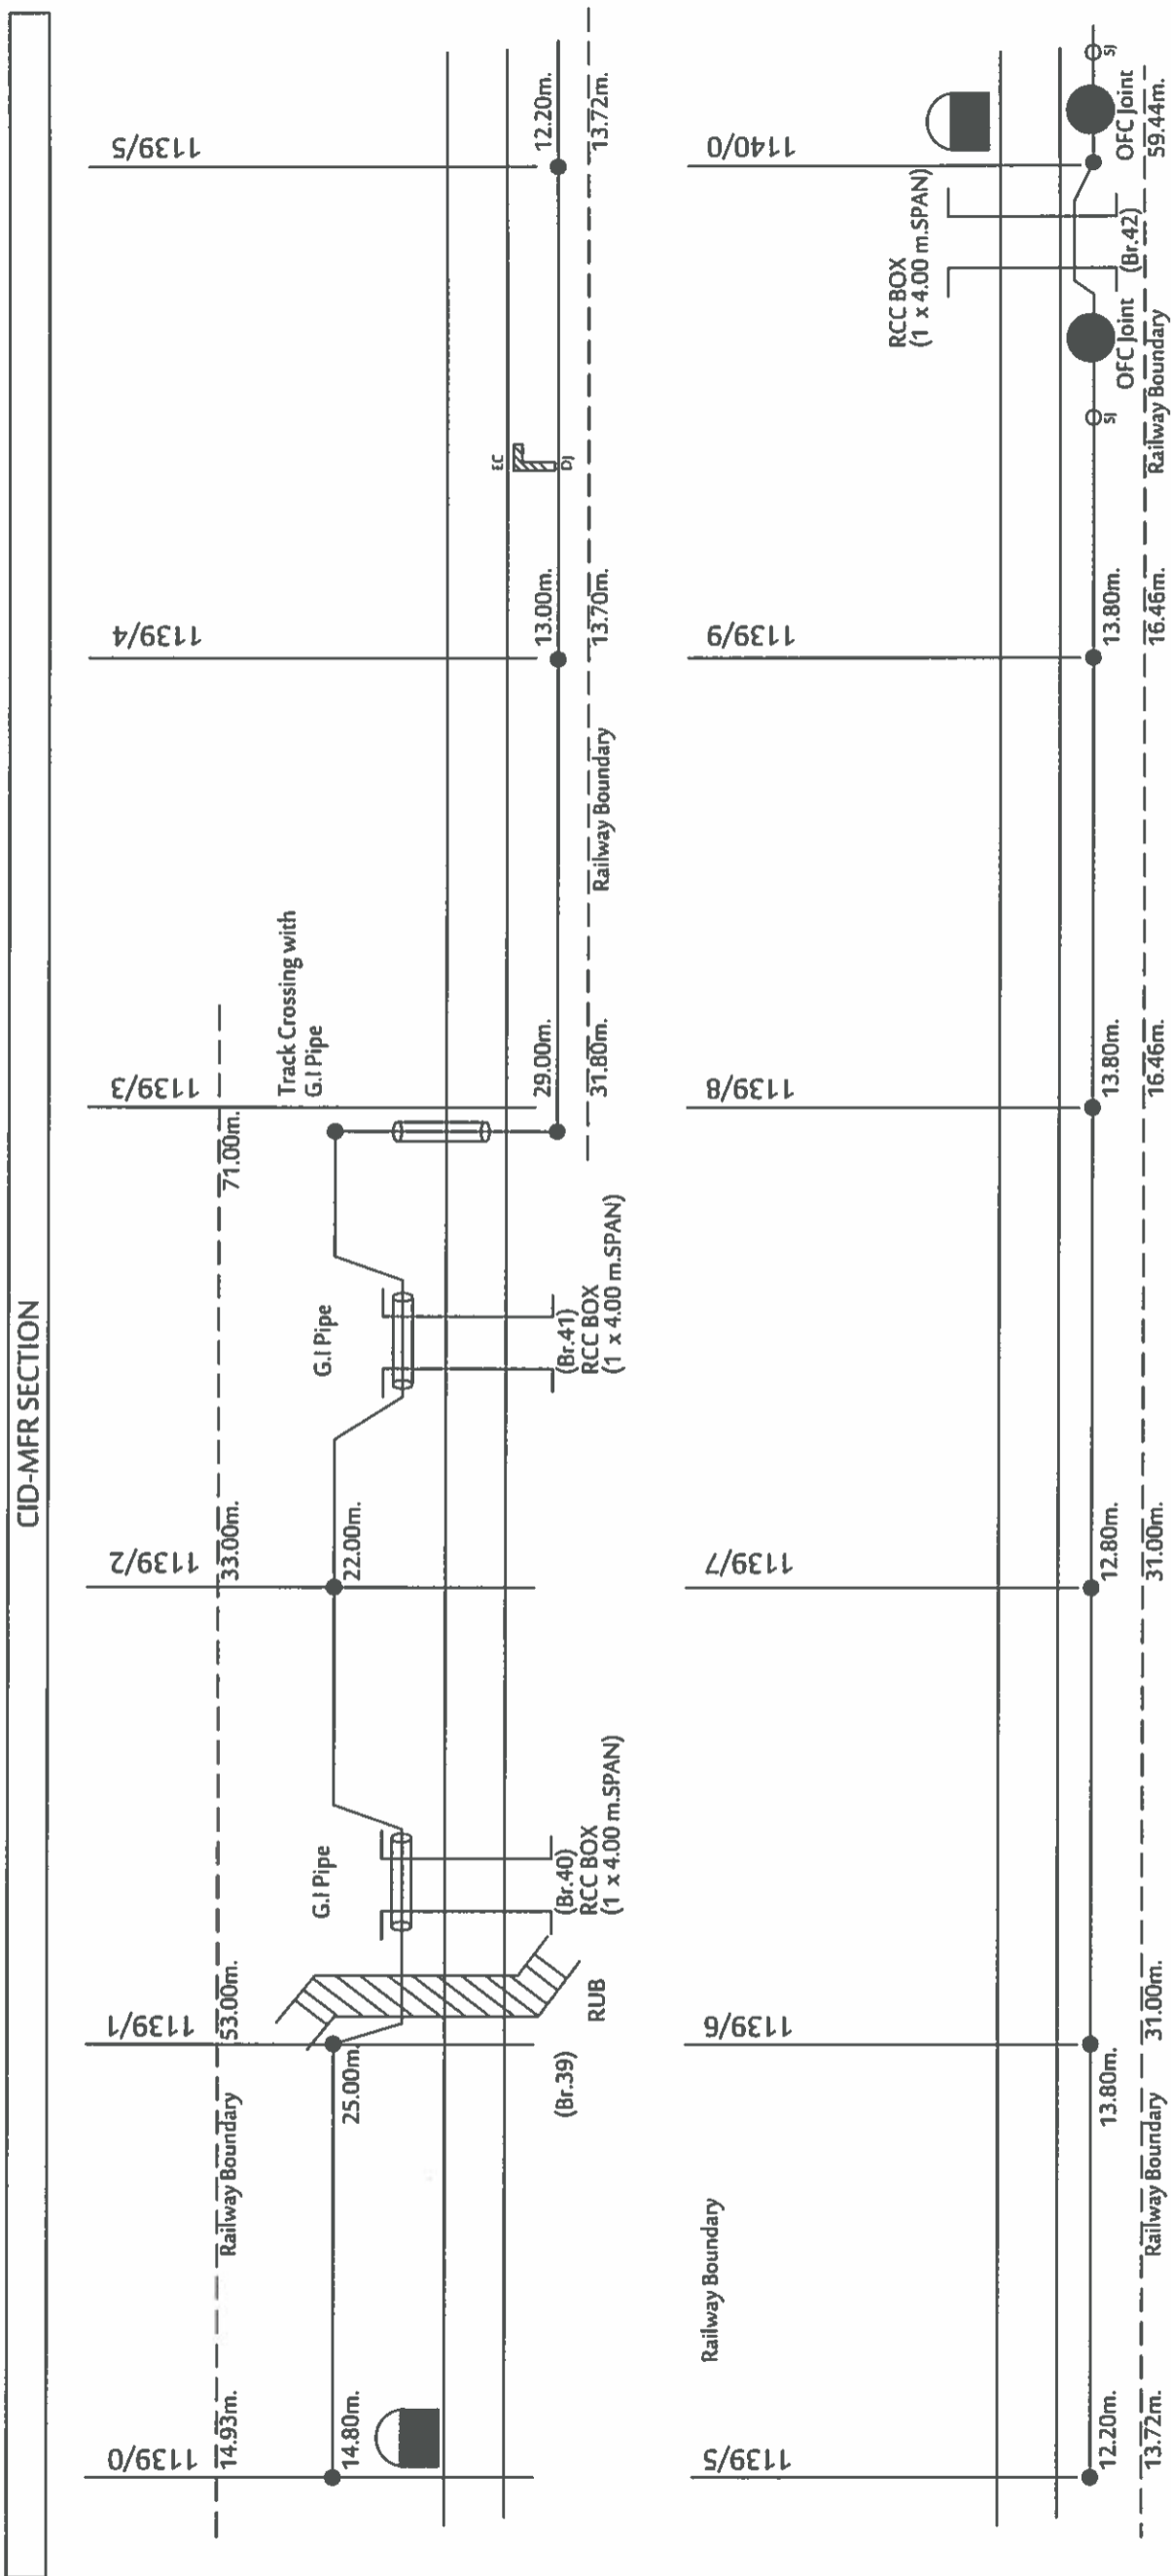 CID-MFR SECTION
1139/0
1139/1
1139/2
1139/3
1139/4
1139/5
14.93m.
Railway Boundary
53.00m.
33.00m.
71.00m.
Track Crossing with
G.I Pipe
14.80m.
25.00m.
G.I Pipe
22.00m.
G.I Pipe
29.00m.
13.00m.
EC
DJ
12.20m.
(Br.39)
RUB
(Br.40)
RCC BOX
(1 x 4.00 m.SPAN)
(Br.41)
RCC BOX
(1 x 4.00 m.SPAN)
31.80m.
Railway Boundary
13.70m.
13.72m.
1139/5
1139/6
1139/7
1139/8
1139/9
1140/0
Railway Boundary
RCC BOX
(1 x 4.00 m.SPAN)
12.20m.
13.80m.
12.80m.
13.80m.
13.80m.
SJ
OFC Joint
(Br.42)
OFC Joint
SJ
13.72m.
Railway Boundary
31.00m.
31.00m.
16.46m.
16.46m.
Railway Boundary
59.44m.